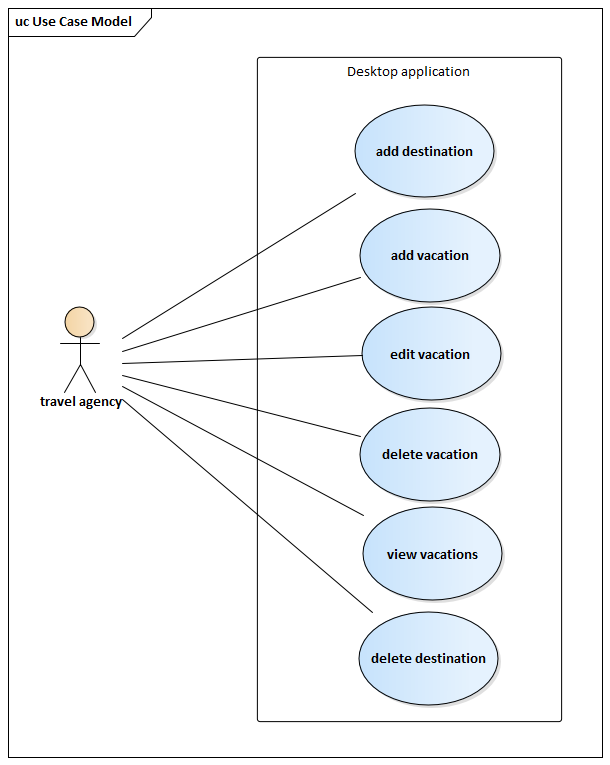 uc Use Case Model
Desktop application
add destination
add vacation
edit vacation
travel agency
delete vacation
view vacations
delete destination